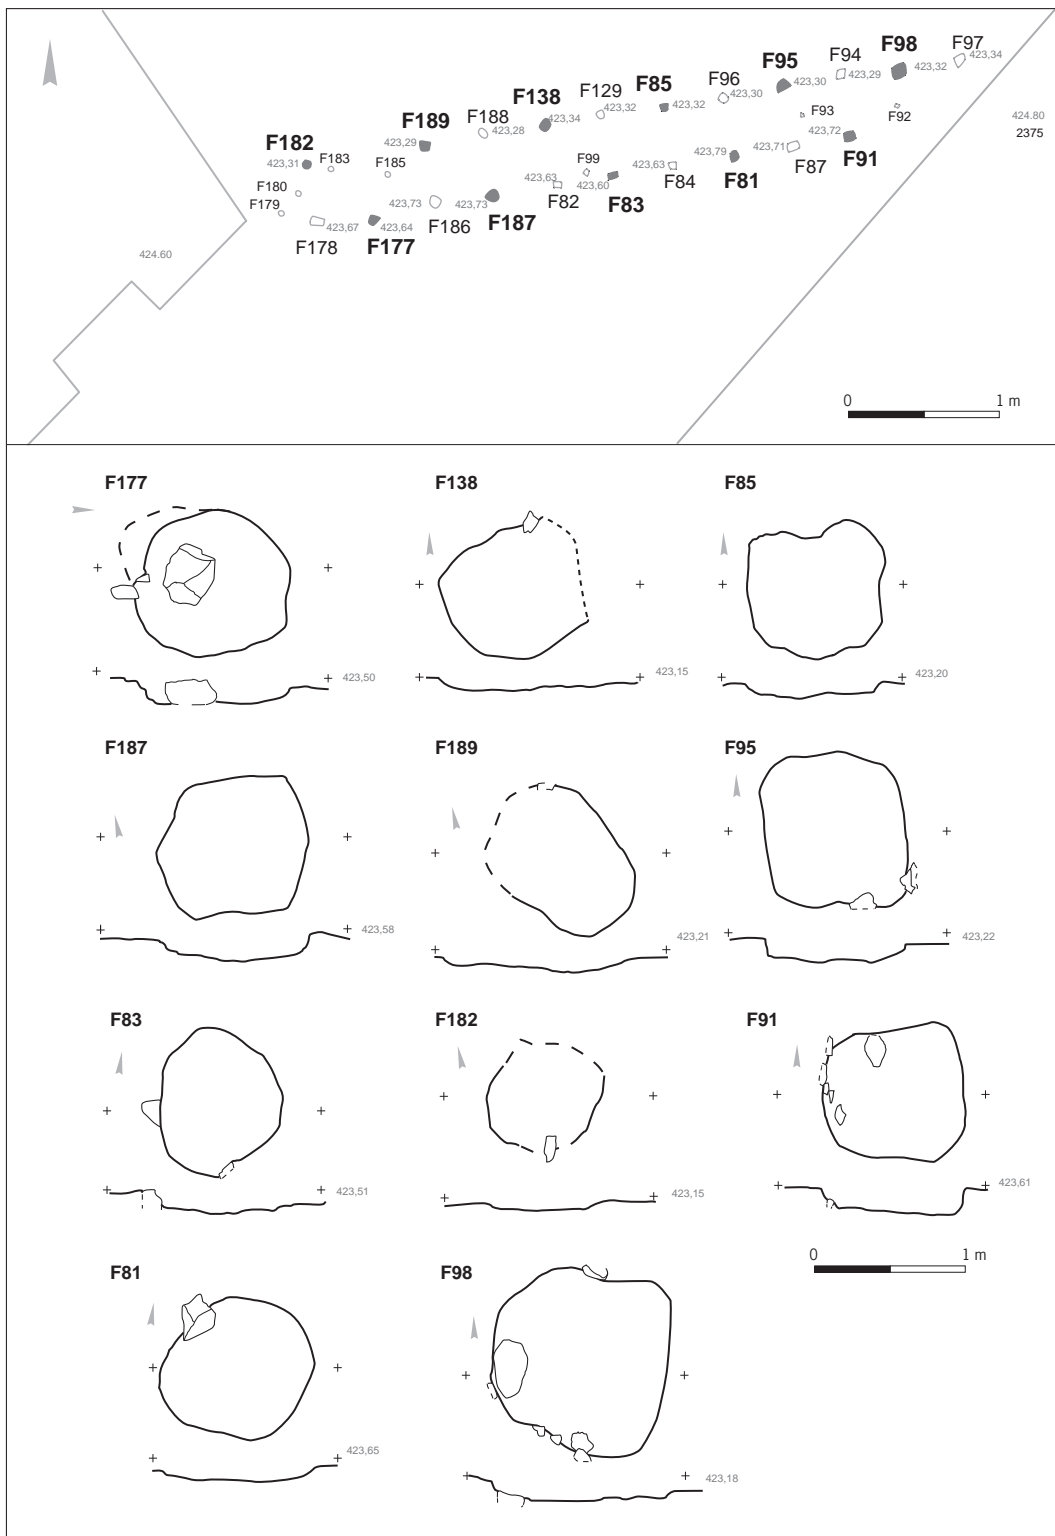 F97
F98 423,34
F94
F95 423,32
F96 423,30 423,29
F85
F129 423,30
F138 423,32 423,32
F188 423,34
F189 423,28
F182 423,29
F93
F92
424.80
2375
423,72
F91
F87
423,71
423,79
F81
F84
423,63
F99
F83
423,60
423,63
F82
F187
423,73
F186
423,73
F185
F183
423,31
F180
F179
F178
423,67
F177
423,64
424.60
0 1 m
F177 F138 F85
423,50 423,15 423,20
F187 F189 F95
423,58 423,21 423,22
F83 F182 F91
423,51 423,15 423,61
0 1 m
F81 F98
423,65 423,18